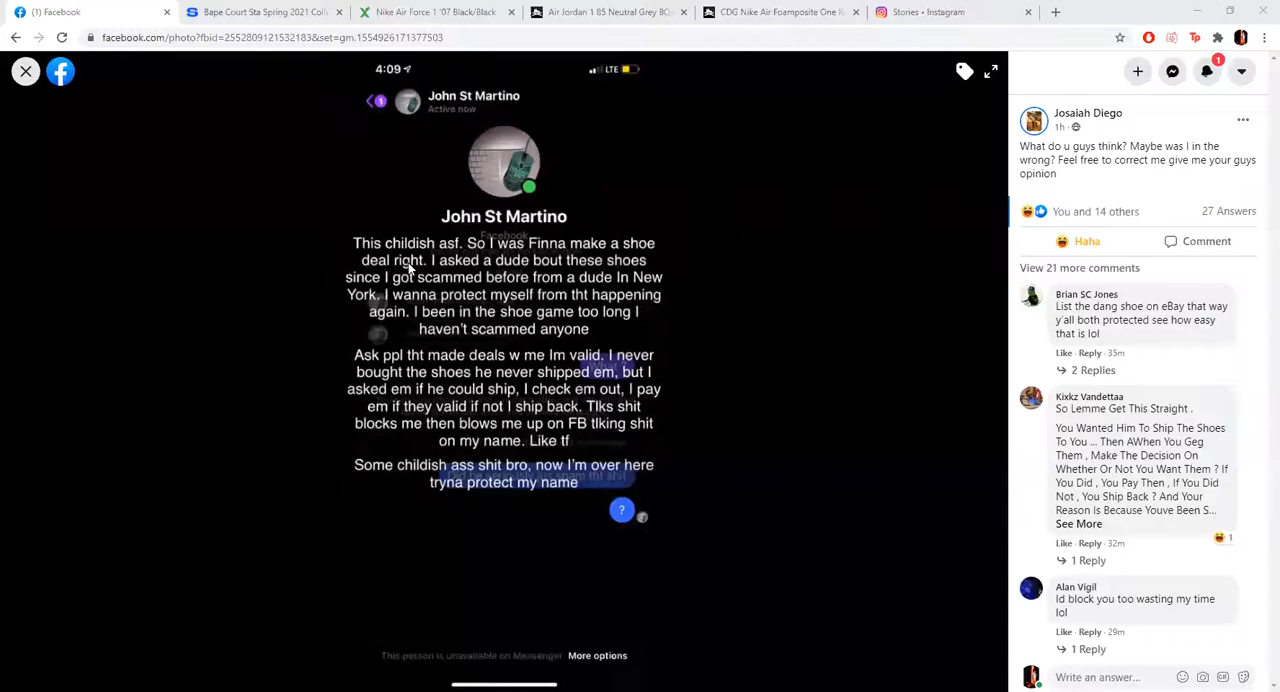 (1) Facebook
Bape Court Sta Spring 2021 Coll
Nike Air Force 1 '07 Black/Black
Air Jordan 1 85 Neutral Grey BQ4
CDG Nike Air Foamposite One R
Stories • Instagram
facebook.com/photo?fbid=2552809121532183&set=gm.1554926171377503
4:09
LTE
1
John St Martino
Active now
John St Martino
Facebook
This childish asf. So I was Finna make a shoe
deal right. I asked a dude bout these shoes
since I got scammed before from a dude In New
York. I wanna protect myself from tht happening
again. I been in the shoe game too long I
haven't scammed anyone
Ask ppl tht made deals w me Im valid. I never
bought the shoes he never shipped em, but I
asked em if he could ship, I check em out, I pay
em if they valid if not I ship back. Tlks shit
blocks me then blows me up on FB tlking shit
on my name. Like tf
Some childish ass shit bro, now I'm over here
tryna protect my name
Did he seriously jus spam tht shit
?
This person is unavailable on Messenger
More options
1
Josaiah Diego
1h
What do u guys think? Maybe was I in the
wrong? Feel free to correct me give me your guys
opinion
You and 14 others
27 Answers
Haha
Comment
View 21 more comments
Brian SC Jones
List the dang shoe on eBay that way
y'all both protected see how easy
that is lol
Like · Reply · 35m
2 Replies
Kixkz Vandettaa
So Lemme Get This Straight .
You Wanted Him To Ship The Shoes
To You ... Then AWhen You Geg
Them , Make The Decision On
Whether Or Not You Want Them ? If
You Did , You Pay Then , If You Did
Not , You Ship Back ? And Your
Reason Is Because Youve Been S...
See More
1
Like · Reply · 32m
1 Reply
Alan Vigil
Id block you too wasting my time
lol
Like · Reply · 29m
1 Reply
Write an answer...